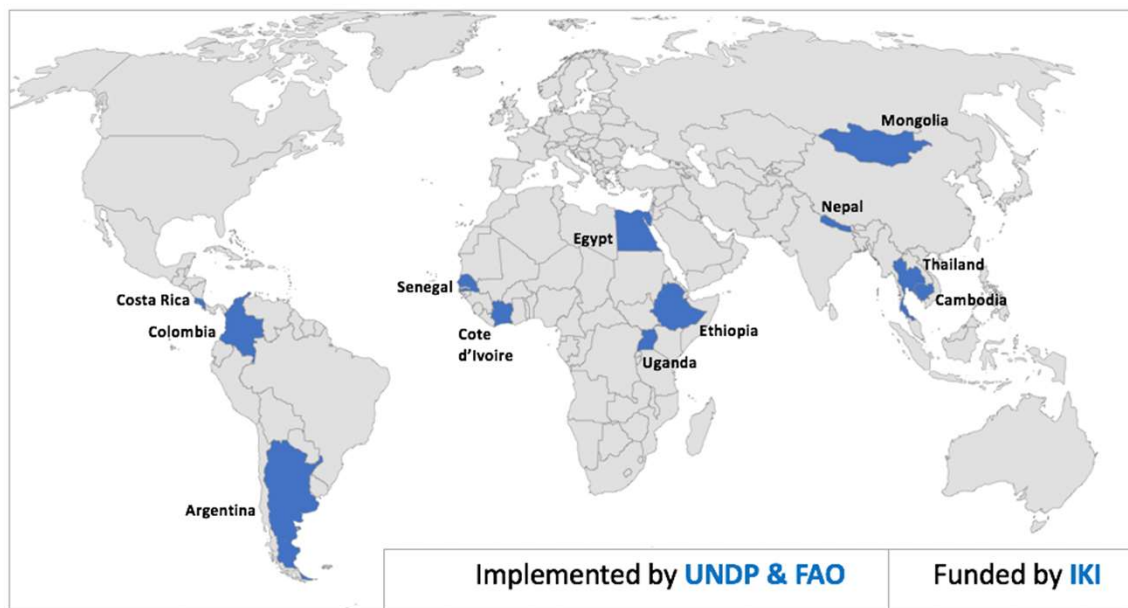 Mongolia
Nepal
Egypt
Thailand
Senegal
Cambodia
Costa Rica
Colombia
Ethiopia
Cote
d'Ivoire
Uganda
Argentina
Implemented by UNDP & FAO
Funded by IKI